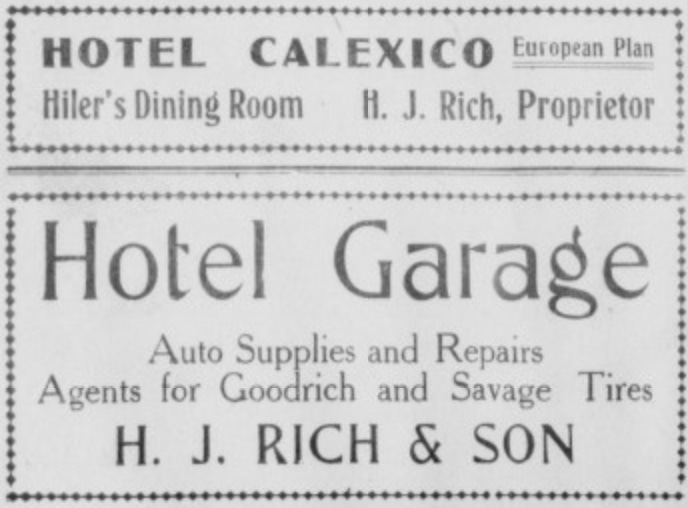 HOTEL CALEXICO European Plan
Hiler's Dining Room H. J. Rich, Proprietor
Hotel Garage
Auto Supplies and Repairs
Agents for Goodrich and Savage Tires
H. J. RICH & SON